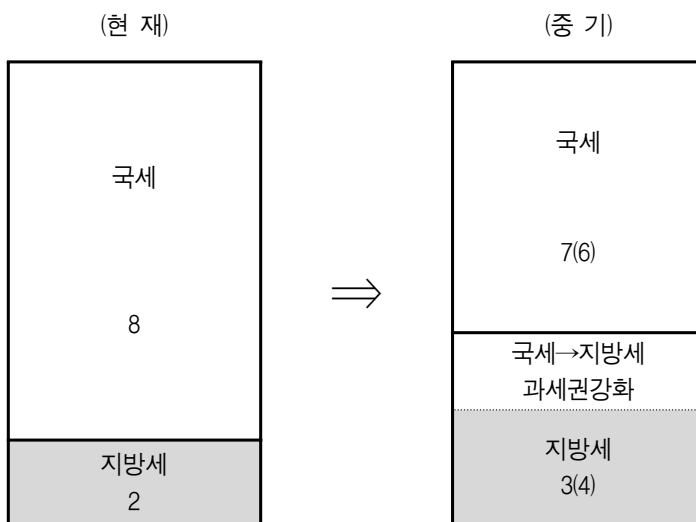 (현 재)
국세
8
지방세
2
⇒
(중 기)
국세
7(6)
국세→지방세
과세권강화
지방세
3(4)